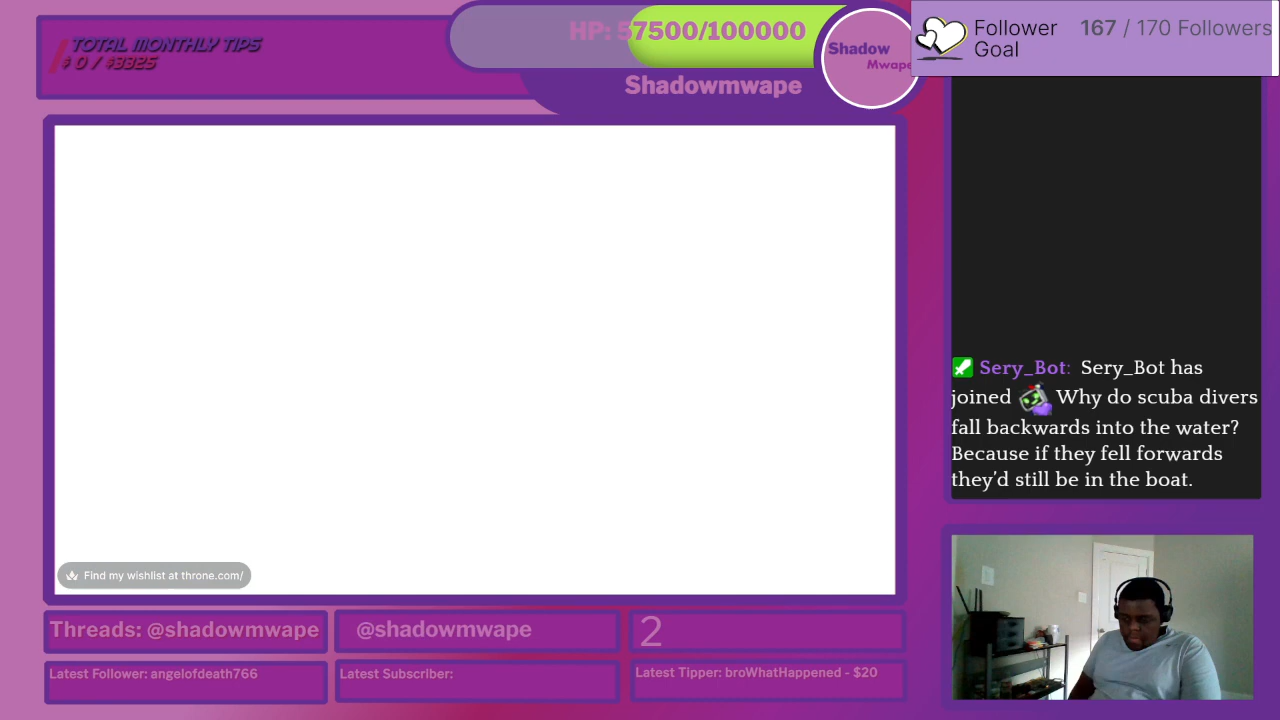 TOTAL MONTHLY TIPS
$ 0 / $3325
HP: 57500/100000
Shadowmwape
Shadow
Mwape
Follower
Goal
167 / 170 Followers
Sery_Bot: Sery_Bot has
joined Why do scuba divers
fall backwards into the water?
Because if they fell forwards
they'd still be in the boat.
Find my wishlist at throne.com/
Threads: @shadowmwape
@shadowmwape
2
Latest Follower: angelofdeath766
Latest Subscriber:
Latest Tipper: broWhatHappened - $20